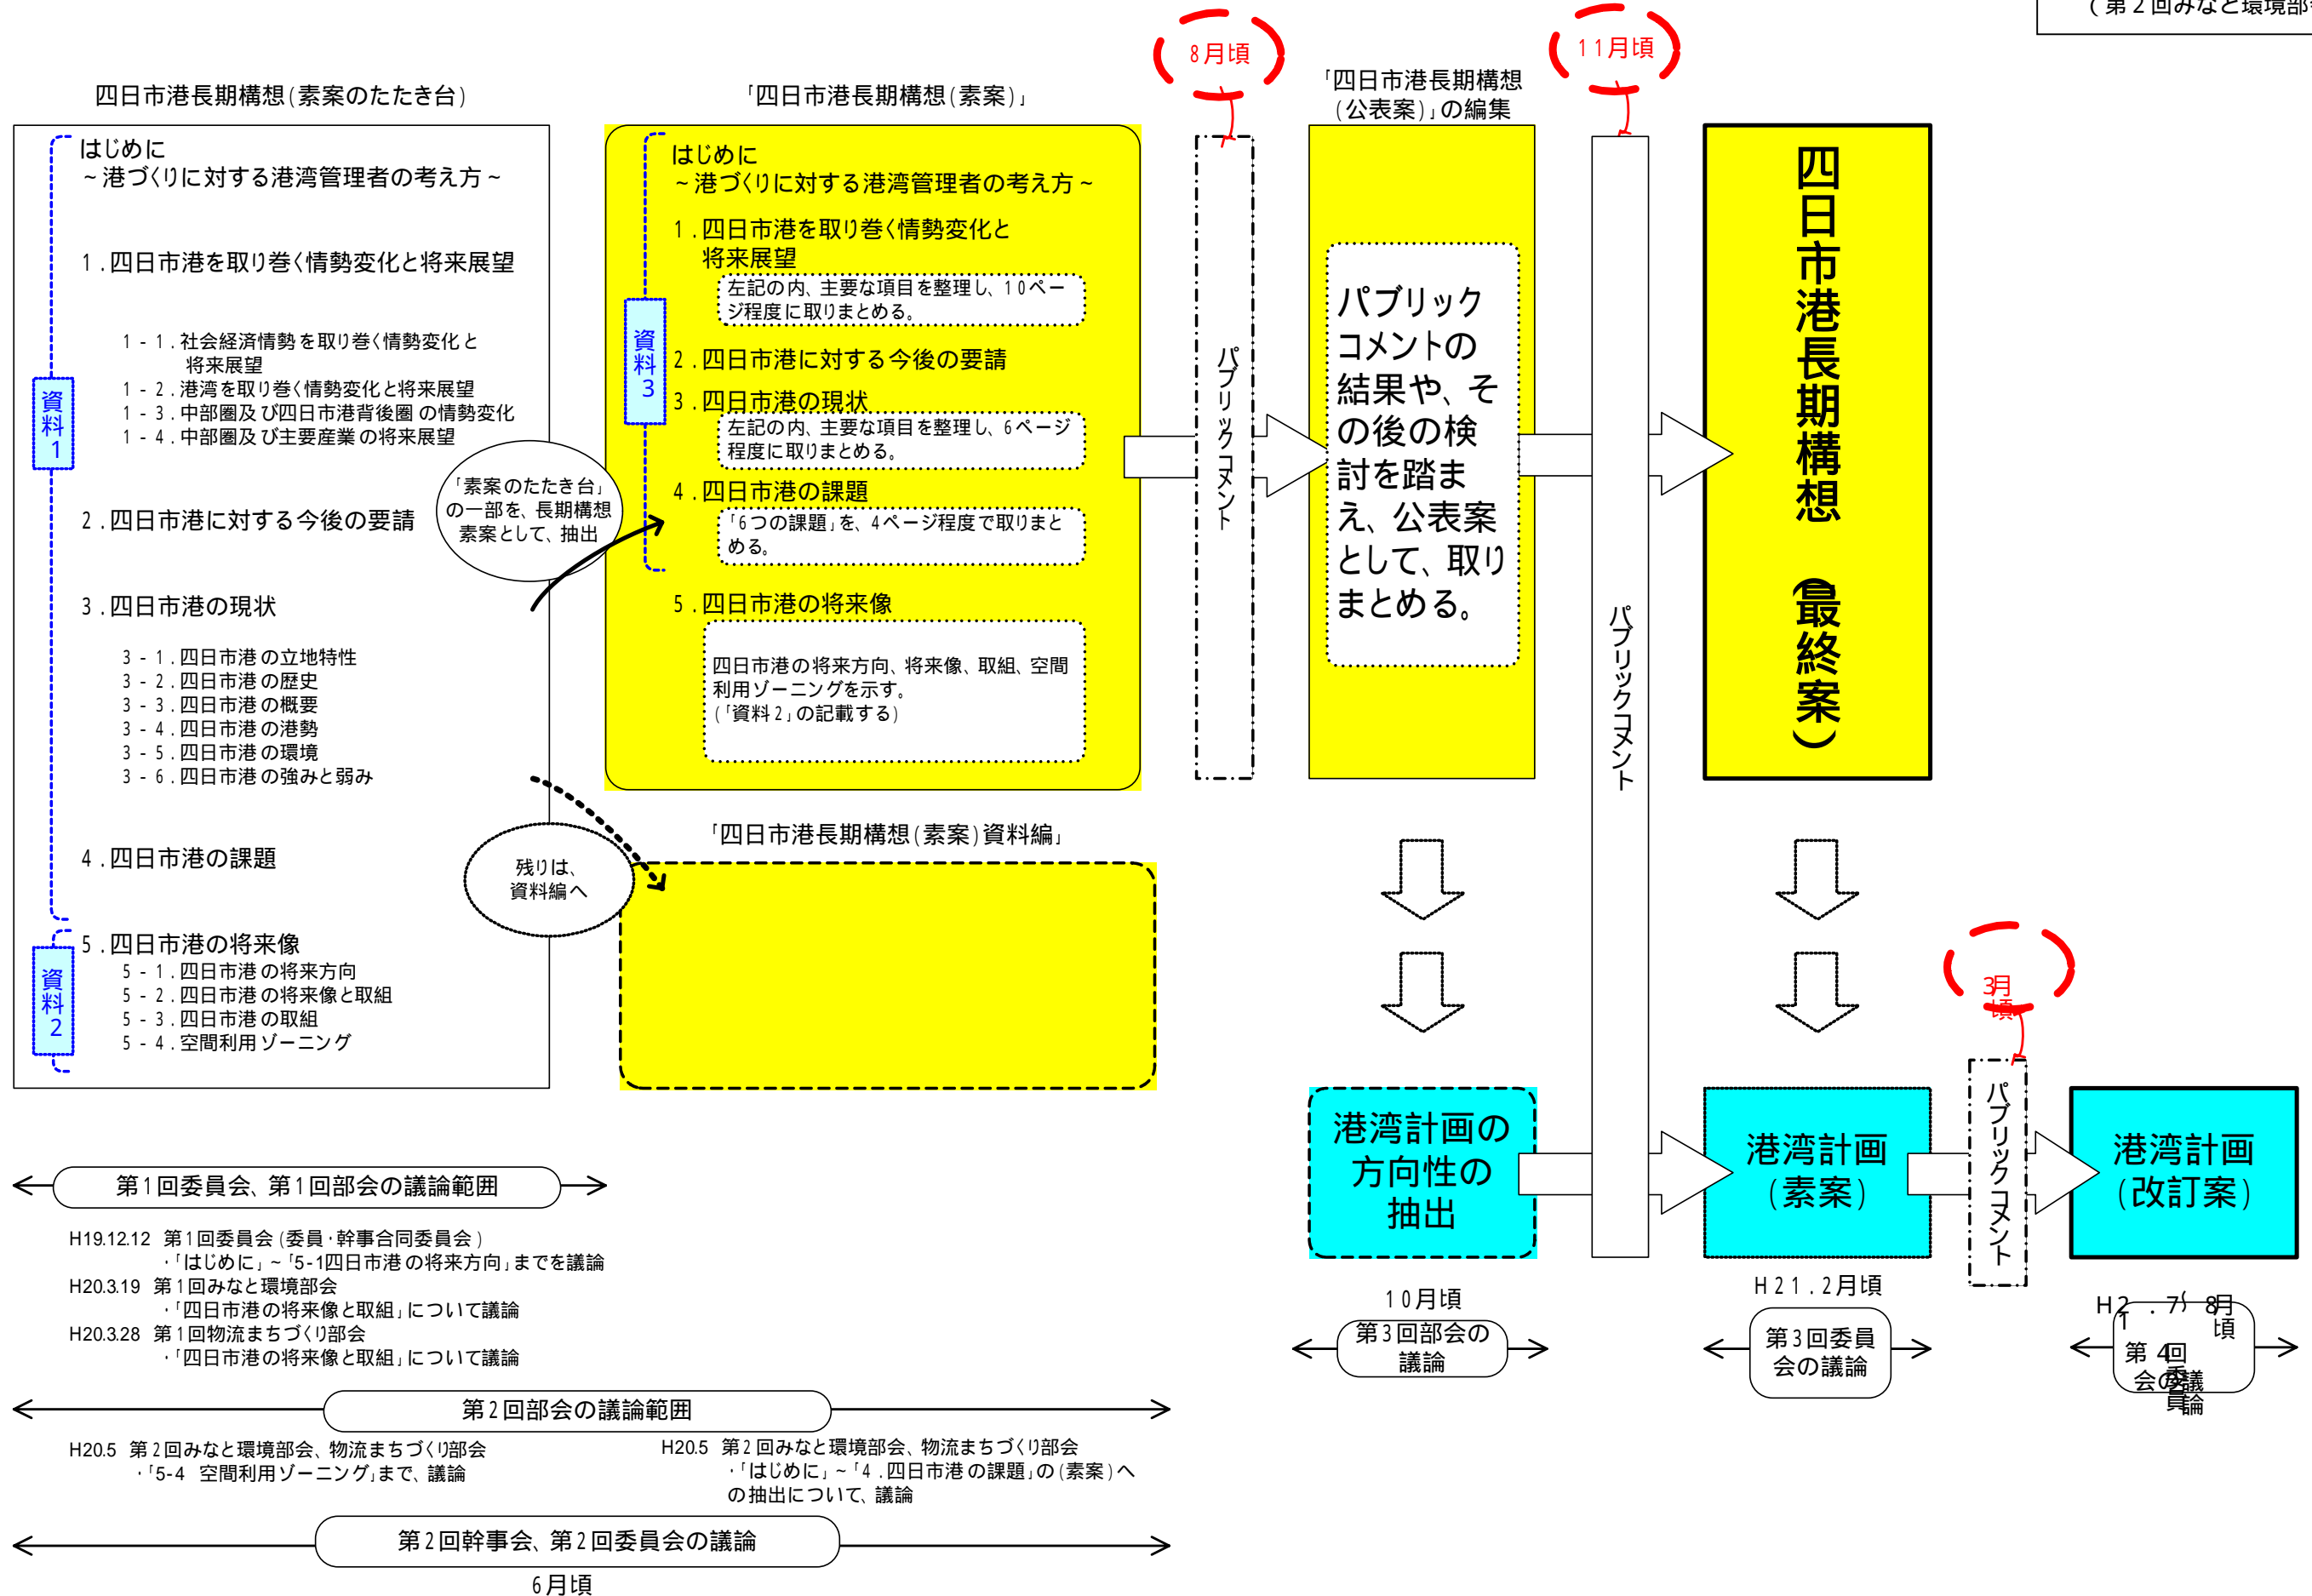 (第2回みなと環境部
8月頃
11月頃
四日市港長期構想(素案のたたき台)
はじめに
~港づくりに対する港湾管理者の考え方~
1.四日市港を取り巻く情勢変化と将来展望
1-1.社会経済情勢を取り巻く情勢変化と
将来展望
1-2.港湾を取り巻く情勢変化と将来展望
1-3.中部圏及び四日市港背後圏の情勢変化
1-4.中部圏及び主要産業の将来展望
資料1
2.四日市港に対する今後の要請
3.四日市港の現状
3-1.四日市港の立地特性
3-2.四日市港の歴史
3-3.四日市港の概要
3-4.四日市港の港勢
3-5.四日市港の環境
3-6.四日市港の強みと弱み
4.四日市港の課題
5.四日市港の将来像
5-1.四日市港の将来方向
5-2.四日市港の将来像と取組
5-3.四日市港の取組
5-4.空間利用ゾーニング
資料2
「素案のたたき台」
の一部を、長期構想
素案として、抽出
残りは、
資料編へ
「四日市港長期構想(素案)」
はじめに
~港づくりに対する港湾管理者の考え方~
1.四日市港を取り巻く情勢変化と
将来展望
左記の内、主要な項目を整理し、10ペー
ジ程度に取りまとめる。
資料3
2.四日市港に対する今後の要請
3.四日市港の現状
左記の内、主要な項目を整理し、6ページ
程度に取りまとめる。
4.四日市港の課題
「6つの課題」を、4ページ程度で取りまと
める。
5.四日市港の将来像
四日市港の将来方向、将来像、取組、空間
利用ゾーニングを示す。
(「資料2」の記載する)
「四日市港長期構想(素案)資料編」
パブリックコメント
「四日市港長期構想
(公表案)」の編集
パブリック
コメントの
結果や、そ
の後の検
討を踏ま
え、公表案
として、取り
まとめる。
パブリックコメント
四日市港長期構想 (最終案)
港湾計画の
方向性の
抽出
港湾計画
(素案)
3月頃
パブリックコメント
港湾計画
(改訂案)
第1回委員会、第1回部会の議論範囲
H19.12.12 第1回委員会(委員・幹事合同委員会)
・「はじめに」~「5-1四日市港の将来方向」までを議論
H20.3.19 第1回みなと環境部会
・「四日市港の将来像と取組」について議論
H20.3.28 第1回物流まちづくり部会
・「四日市港の将来像と取組」について議論
第2回部会の議論範囲
H20.5 第2回みなと環境部会、物流まちづくり部会
・「5-4 空間利用ゾーニング」まで、議論
H20.5 第2回みなと環境部会、物流まちづくり部会
・「はじめに」~「4.四日市港の課題」の(素案)へ
の抽出について、議論
第2回幹事会、第2回委員会の議論
6月頃
10月頃
第3回部会の
議論
H21.2月頃
第3回委員
会の議論
H21.7~8月頃
第4回委員
会の議論